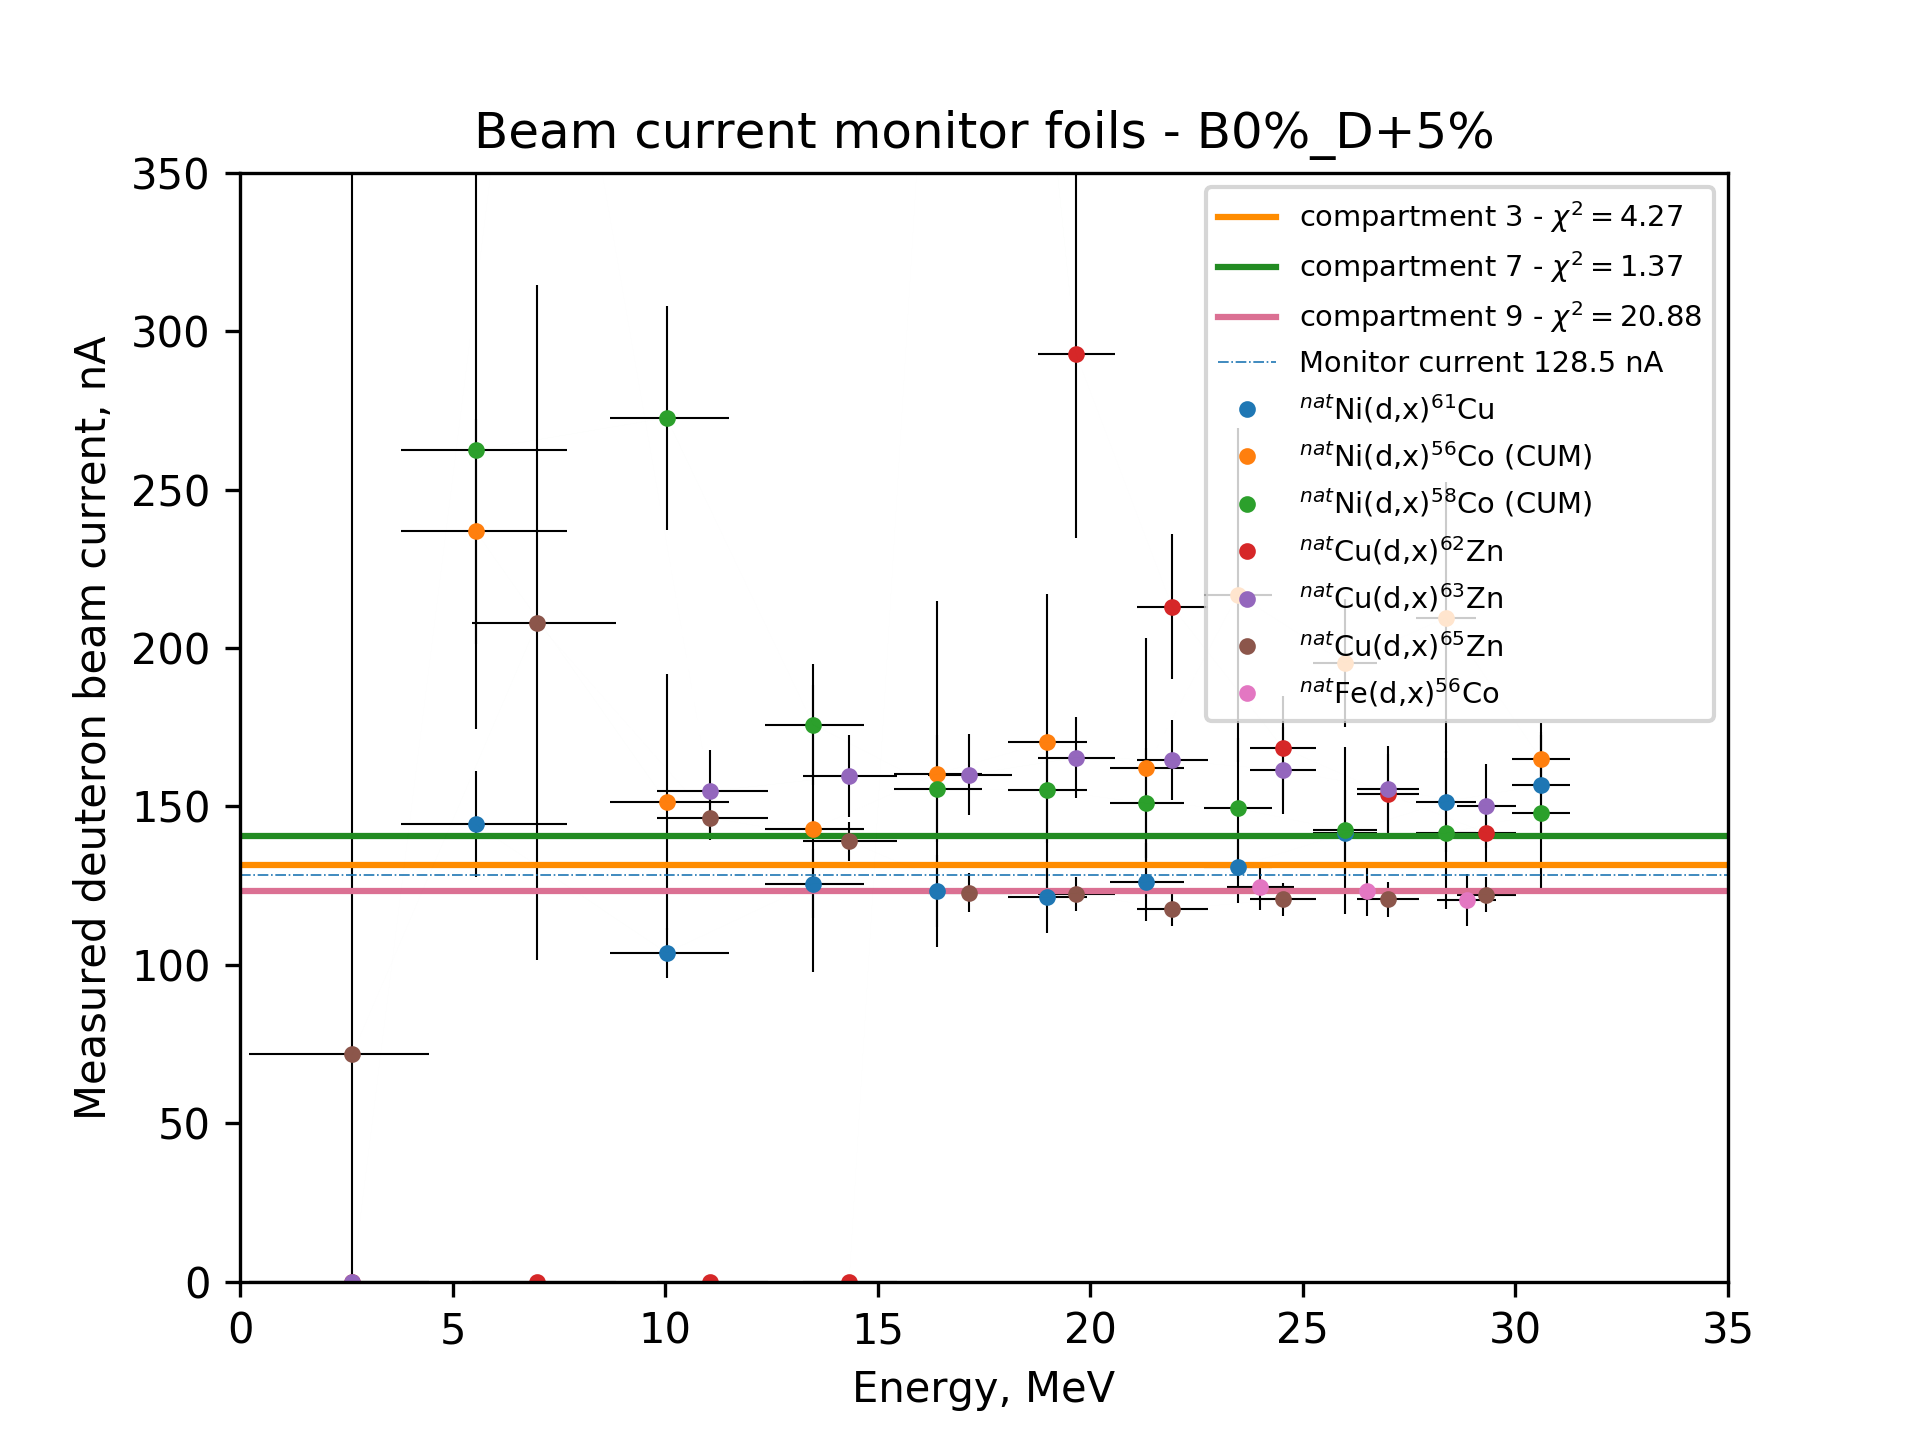 Beam current monitor foils - B0%_D+5%
350
300
250
200
150
100
50
0
Measured deuteron beam current, nA
compartment 3 - χ² = 4.27
compartment 7 - χ² = 1.37
compartment 9 - χ² = 20.88
Monitor current 128.5 nA
ⁿᵃᵗNi(d,x)⁶¹Cu
ⁿᵃᵗNi(d,x)⁵⁶Co (CUM)
ⁿᵃᵗNi(d,x)⁵⁸Co (CUM)
ⁿᵃᵗCu(d,x)⁶²Zn
ⁿᵃᵗCu(d,x)⁶³Zn
ⁿᵃᵗCu(d,x)⁶⁵Zn
ⁿᵃᵗFe(d,x)⁵⁶Co
0 5 10 15 20 25 30 35
Energy, MeV